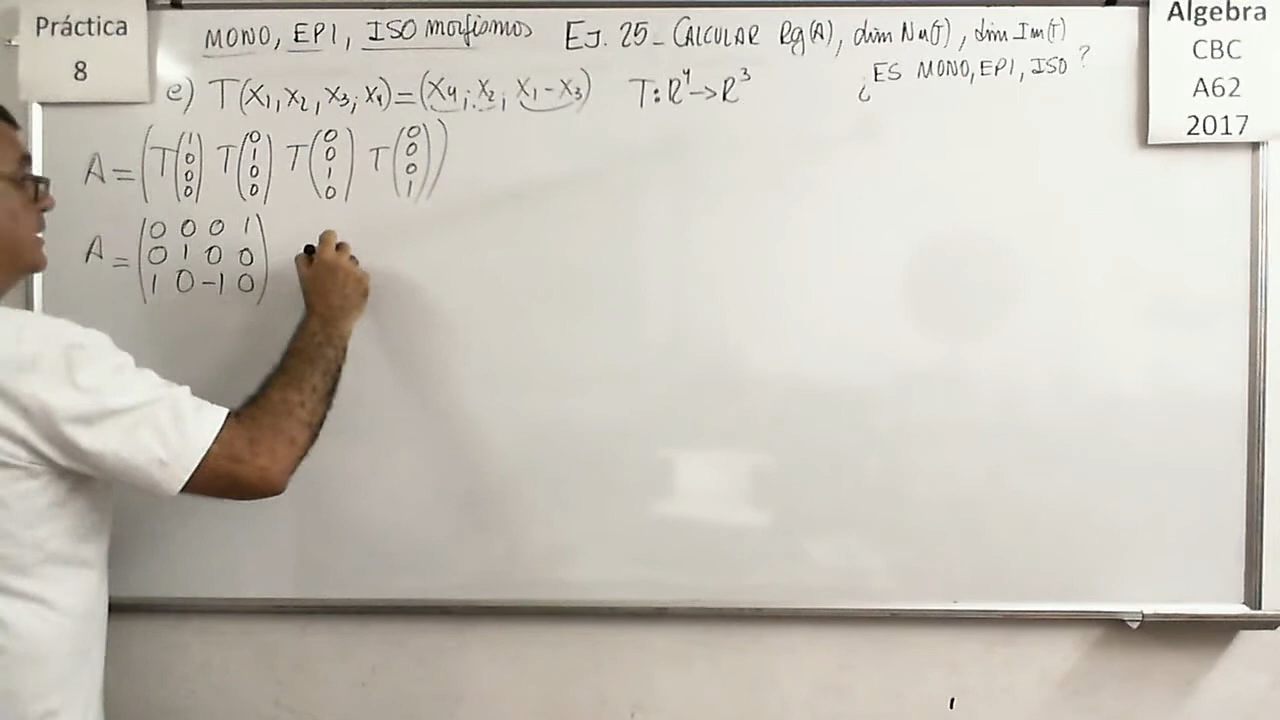 Práctica
8
MONO, EPI, ISO morfismos EJ. 25 - CALCULAR Rg(A), dim Nu(T), dim Im(T)
¿ES MONO, EPI, ISO?
e) T(X1, X2, X3, X4) = (X4; X2; X1 - X3) T: R⁴ → R³
A = (T(1 0 0 0) T(0 1 0 0) T(0 0 1 0) T(0 0 0 1))
A = (0 0 0 1
0 1 0 0
1 0 -1 0)
Algebra
CBC
A62
2017